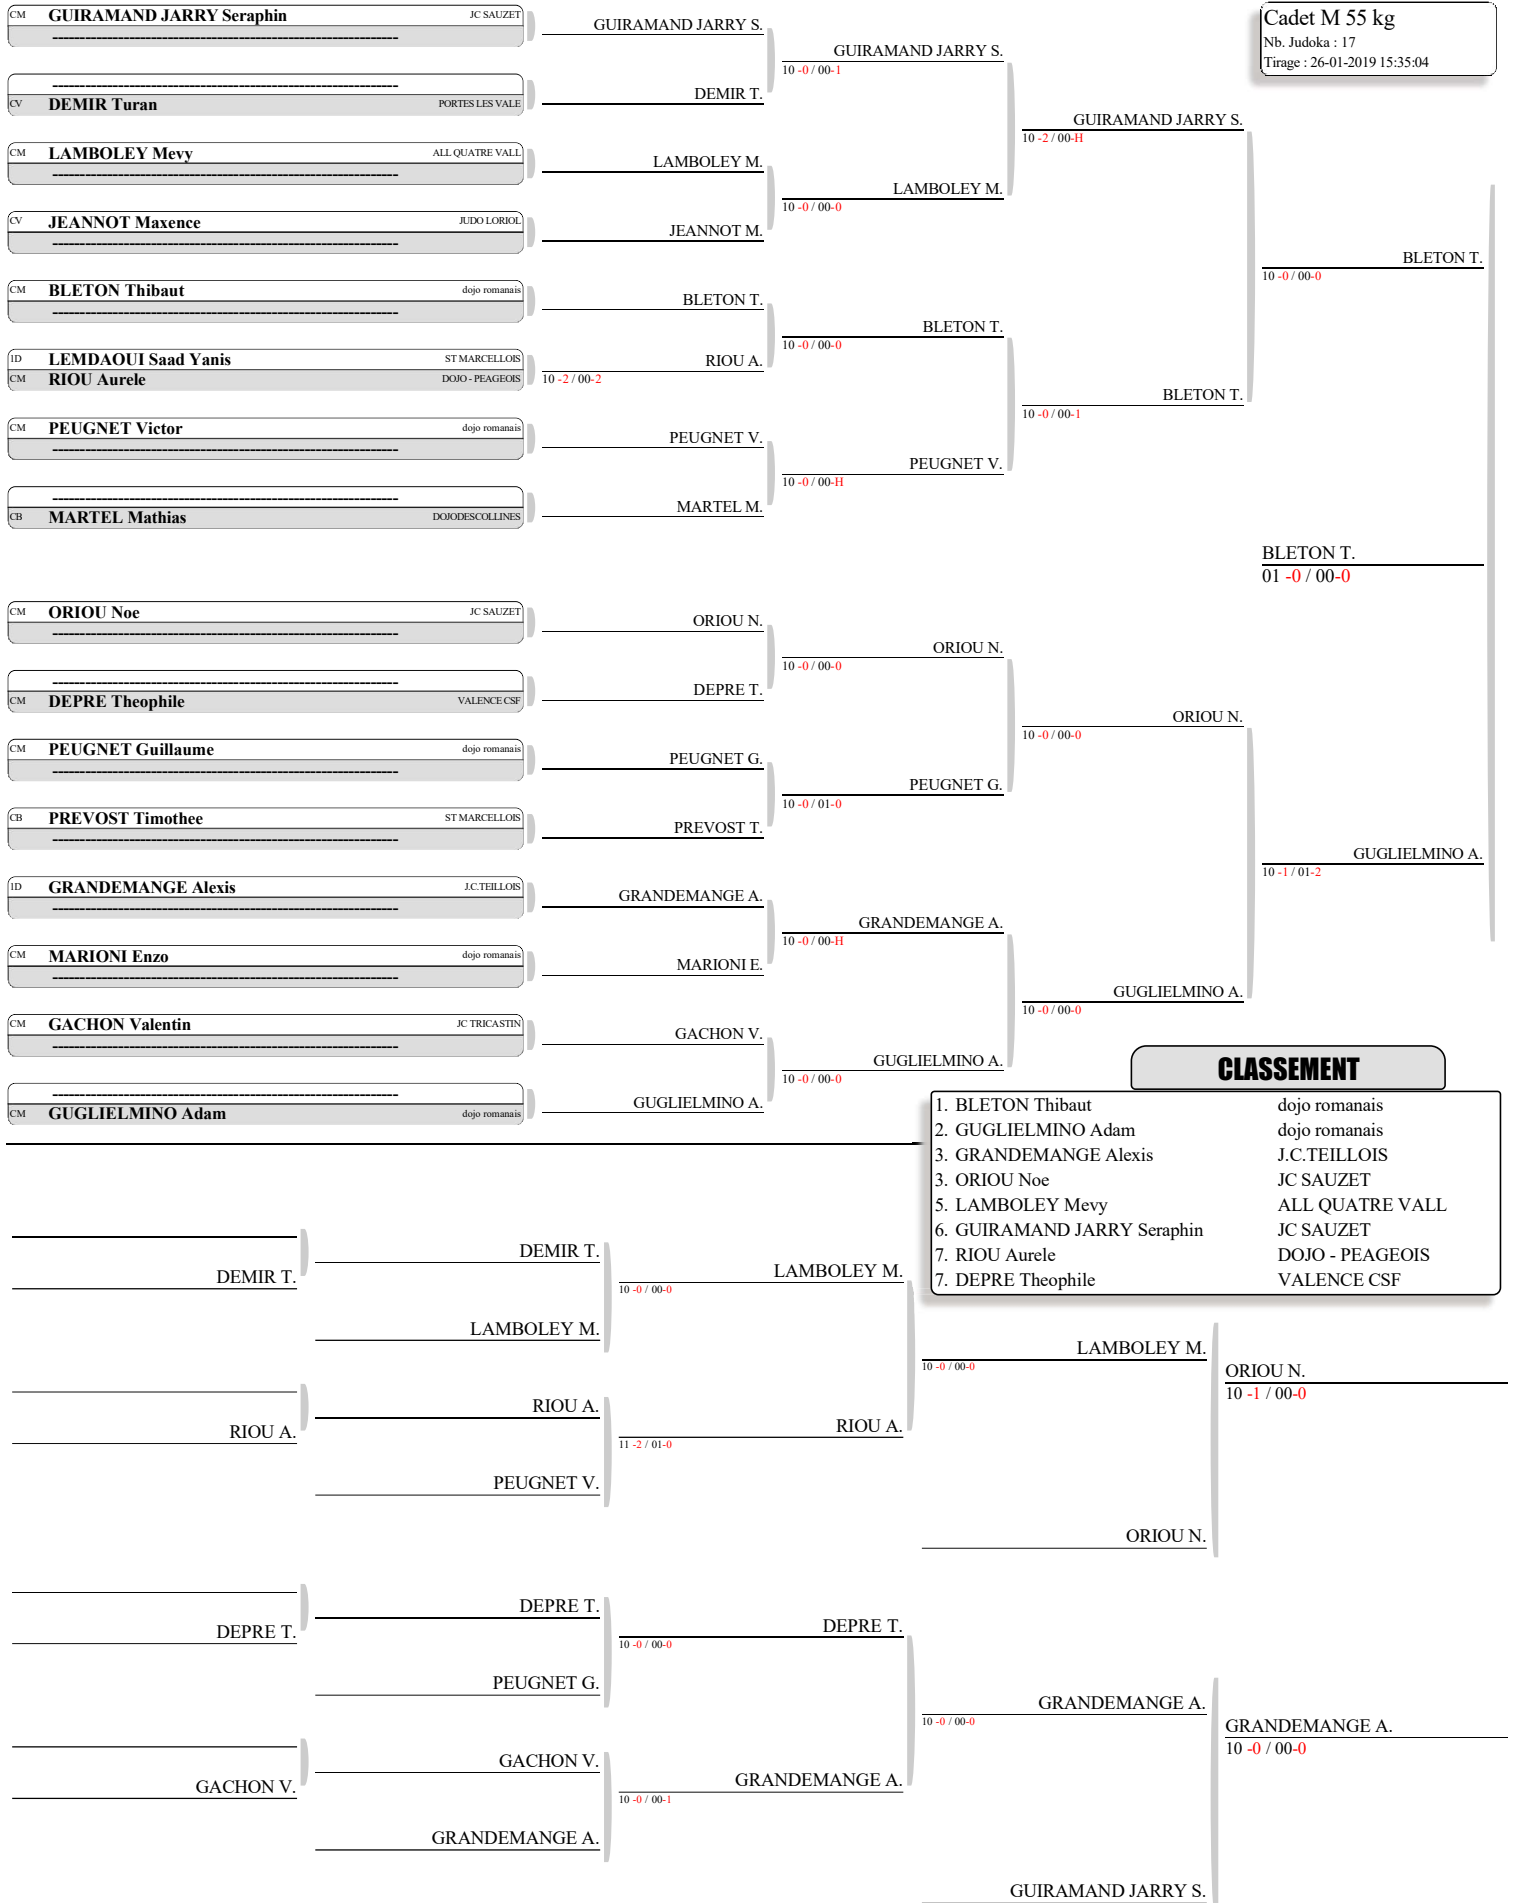 Cadet M 55 kg
Nb. Judoka : 17
Tirage : 26-01-2019 15:35:04
CM GUIRAMAND JARRY Seraphin JC SAUZET
------------------------------------------------------------------
------------------------------------------------------------------
CV DEMIR Turan PORTES LES VALE
CM LAMBOLEY Mevy ALL QUATRE VALL
------------------------------------------------------------------
CV JEANNOT Maxence JUDO LORIOL
------------------------------------------------------------------
CM BLETON Thibaut dojo romanais
------------------------------------------------------------------
1D LEMDAOUI Saad Yanis ST MARCELLOIS
CM RIOU Aurele DOJO - PEAGEOIS
CM PEUGNET Victor dojo romanais
------------------------------------------------------------------
------------------------------------------------------------------
CB MARTEL Mathias DOJODESCOLLINES
CM ORIOU Noe JC SAUZET
------------------------------------------------------------------
------------------------------------------------------------------
CM DEPRE Theophile VALENCE CSF
CM PEUGNET Guillaume dojo romanais
------------------------------------------------------------------
CB PREVOST Timothee ST MARCELLOIS
------------------------------------------------------------------
1D GRANDEMANGE Alexis J.C.TEILLOIS
------------------------------------------------------------------
CM MARIONI Enzo dojo romanais
------------------------------------------------------------------
CM GACHON Valentin JC TRICASTIN
------------------------------------------------------------------
------------------------------------------------------------------
CM GUGLIELMINO Adam dojo romanais
GUIRAMAND JARRY S.
DEMIR T.
LAMBOLEY M.
JEANNOT M.
BLETON T.
RIOU A.
10 -2 / 00-2
PEUGNET V.
MARTEL M.
ORIOU N.
DEPRE T.
PEUGNET G.
PREVOST T.
GRANDEMANGE A.
MARIONI E.
GACHON V.
GUGLIELMINO A.
GUIRAMAND JARRY S.
10 -0 / 00-1
LAMBOLEY M.
10 -0 / 00-0
BLETON T.
10 -0 / 00-0
PEUGNET V.
10 -0 / 00-H
ORIOU N.
10 -0 / 00-0
PEUGNET G.
10 -0 / 01-0
GRANDEMANGE A.
10 -0 / 00-H
GUGLIELMINO A.
10 -0 / 00-0
GUIRAMAND JARRY S.
10 -2 / 00-H
BLETON T.
10 -0 / 00-1
ORIOU N.
10 -0 / 00-0
GUGLIELMINO A.
10 -0 / 00-0
BLETON T.
10 -0 / 00-0
GUGLIELMINO A.
10 -1 / 01-2
BLETON T.
01 -0 / 00-0
CLASSEMENT
1. BLETON Thibaut dojo romanais
2. GUGLIELMINO Adam dojo romanais
3. GRANDEMANGE Alexis J.C.TEILLOIS
3. ORIOU Noe JC SAUZET
5. LAMBOLEY Mevy ALL QUATRE VALL
6. GUIRAMAND JARRY Seraphin JC SAUZET
7. RIOU Aurele DOJO - PEAGEOIS
7. DEPRE Theophile VALENCE CSF
DEMIR T.
RIOU A.
DEPRE T.
GACHON V.
DEMIR T.
LAMBOLEY M.
RIOU A.
PEUGNET V.
DEPRE T.
PEUGNET G.
GACHON V.
GRANDEMANGE A.
LAMBOLEY M.
10 -0 / 00-0
RIOU A.
11 -2 / 01-0
DEPRE T.
10 -0 / 00-0
GRANDEMANGE A.
10 -0 / 00-1
LAMBOLEY M.
10 -0 / 00-0
ORIOU N.
GRANDEMANGE A.
10 -0 / 00-0
GUIRAMAND JARRY S.
ORIOU N.
10 -1 / 00-0
GRANDEMANGE A.
10 -0 / 00-0